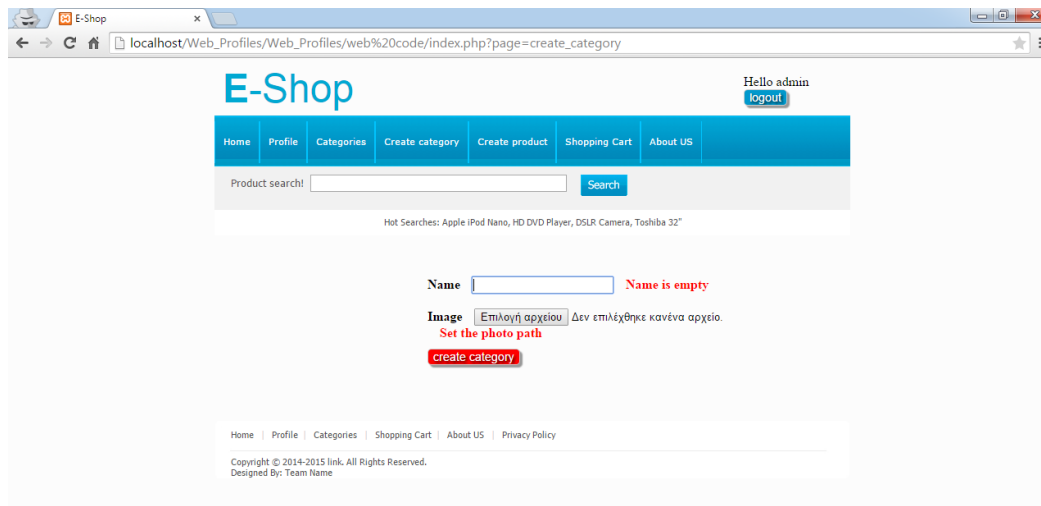 E-Shop
localhost/Web_Profiles/Web_Profiles/web%20code/index.php?page=create_category
E-Shop
Hello admin
logout
Home Profile Categories Create category Create product Shopping Cart About US
Product search! Search
Hot Searches: Apple iPod Nano, HD DVD Player, DSLR Camera, Toshiba 32"
Name Name is empty
Image Επιλογή αρχείου Δεν επιλέχθηκε κανένα αρχείο.
Set the photo path
create category
Home | Profile | Categories | Shopping Cart | About US | Privacy Policy
Copyright © 2014-2015 link. All Rights Reserved.
Designed By: Team Name